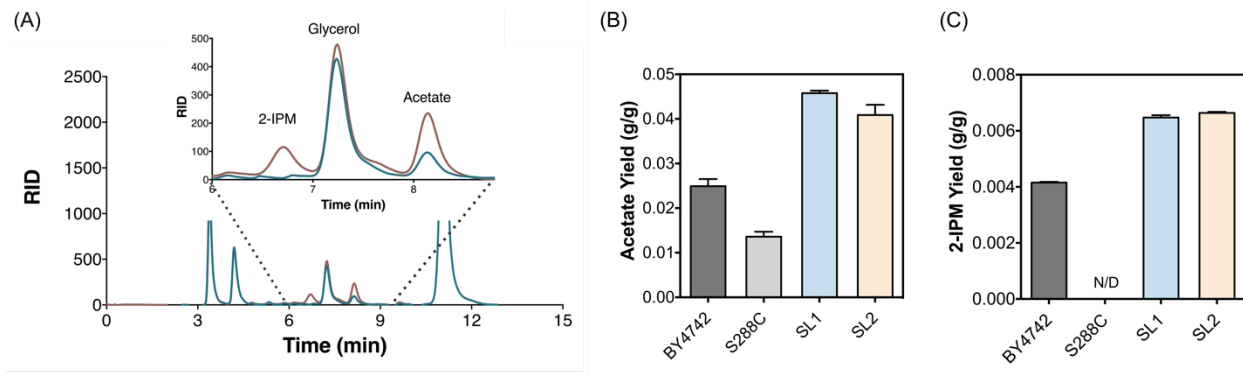 (A)
RID
2500
2000
1500
1000
500
0
0
3
6
9
12
15
Time (min)
RID
500
400
300
200
100
0
6
7
8
Time (min)
2-IPM
Glycerol
Acetate
(B)
Acetate Yield (g/g)
0.05
0.04
0.03
0.02
0.01
0.00
BY4742
S288C
SL1
SL2
(C)
2-IPM Yield (g/g)
0.008
0.006
0.004
0.002
0.000
N/D
BY4742
S288C
SL1
SL2